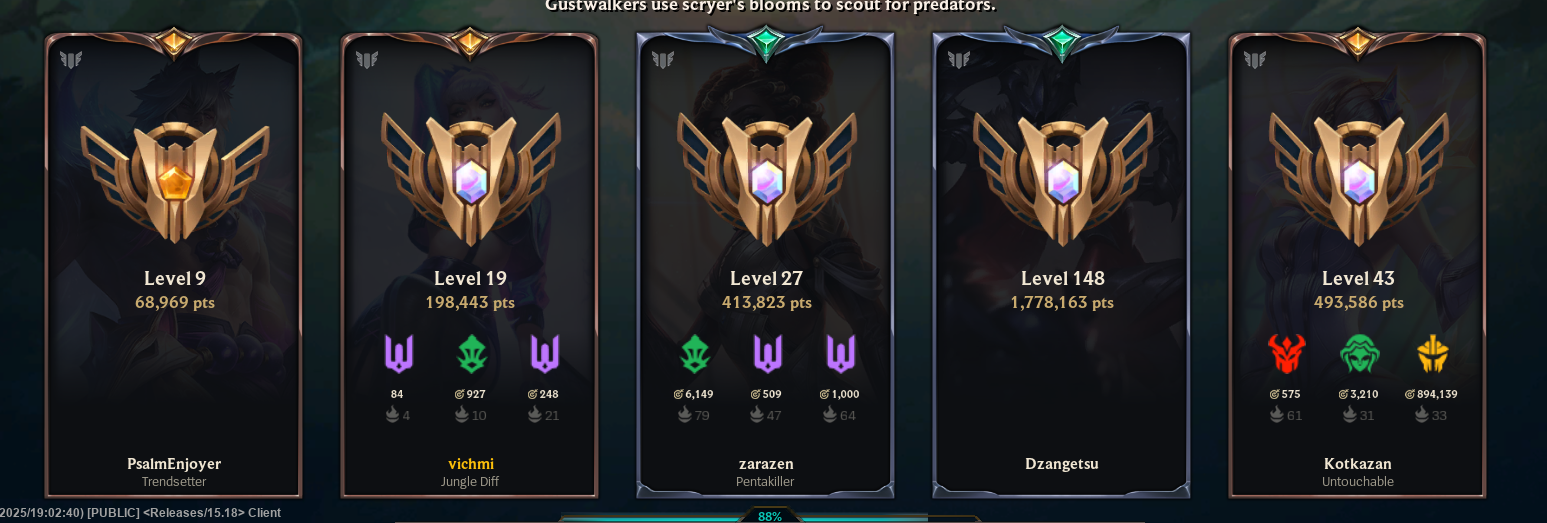 Gustwalkers use scryer's blooms to scout for predators.
Level 9
68,969 pts
PsalmEnjoyer
Trendsetter
Level 19
198,443 pts
84 927 248
4 10 21
vichmi
Jungle Diff
Level 27
413,823 pts
6,149 509 1,000
79 47 64
zarazen
Pentakiller
Level 148
1,778,163 pts
Dzangetsu
Level 43
493,586 pts
575 3,210 894,139
61 31 33
Kotkazan
Untouchable
2025/19:02:40) [PUBLIC] <Releases/15.18> Client
88%